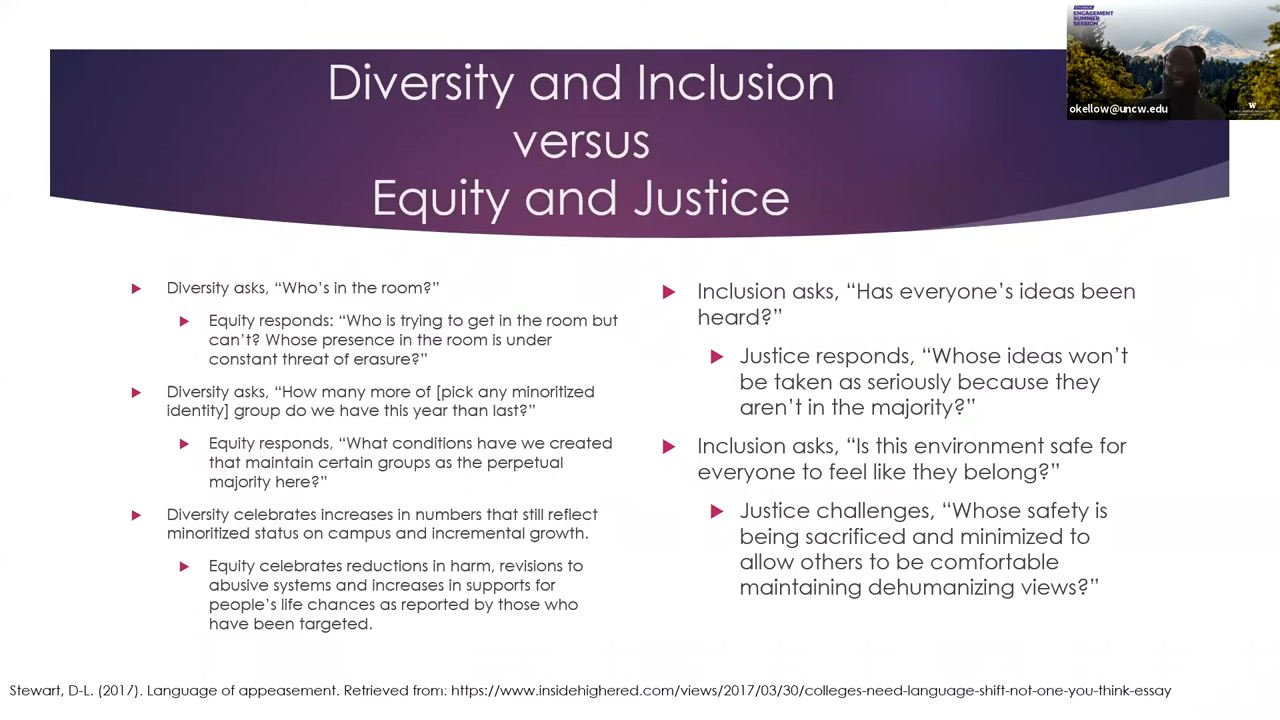 ENGAGEMENT
SUMMER
SESSION
okellow@uncw.edu
W
Diversity and Inclusion
versus
Equity and Justice
Diversity asks, “Who’s in the room?”
Equity responds: “Who is trying to get in the room but
can’t? Whose presence in the room is under
constant threat of erasure?”
Diversity asks, “How many more of [pick any minoritized
identity] group do we have this year than last?”
Equity responds, “What conditions have we created
that maintain certain groups as the perpetual
majority here?”
Diversity celebrates increases in numbers that still reflect
minoritized status on campus and incremental growth.
Equity celebrates reductions in harm, revisions to
abusive systems and increases in supports for
people’s life chances as reported by those who
have been targeted.
Inclusion asks, “Has everyone’s ideas been
heard?”
Justice responds, “Whose ideas won’t
be taken as seriously because they
aren’t in the majority?”
Inclusion asks, “Is this environment safe for
everyone to feel like they belong?”
Justice challenges, “Whose safety is
being sacrificed and minimized to
allow others to be comfortable
maintaining dehumanizing views?”
Stewart, D-L. (2017). Language of appeasement. Retrieved from: https://www.insidehighered.com/views/2017/03/30/colleges-need-language-shift-not-one-you-think-essay